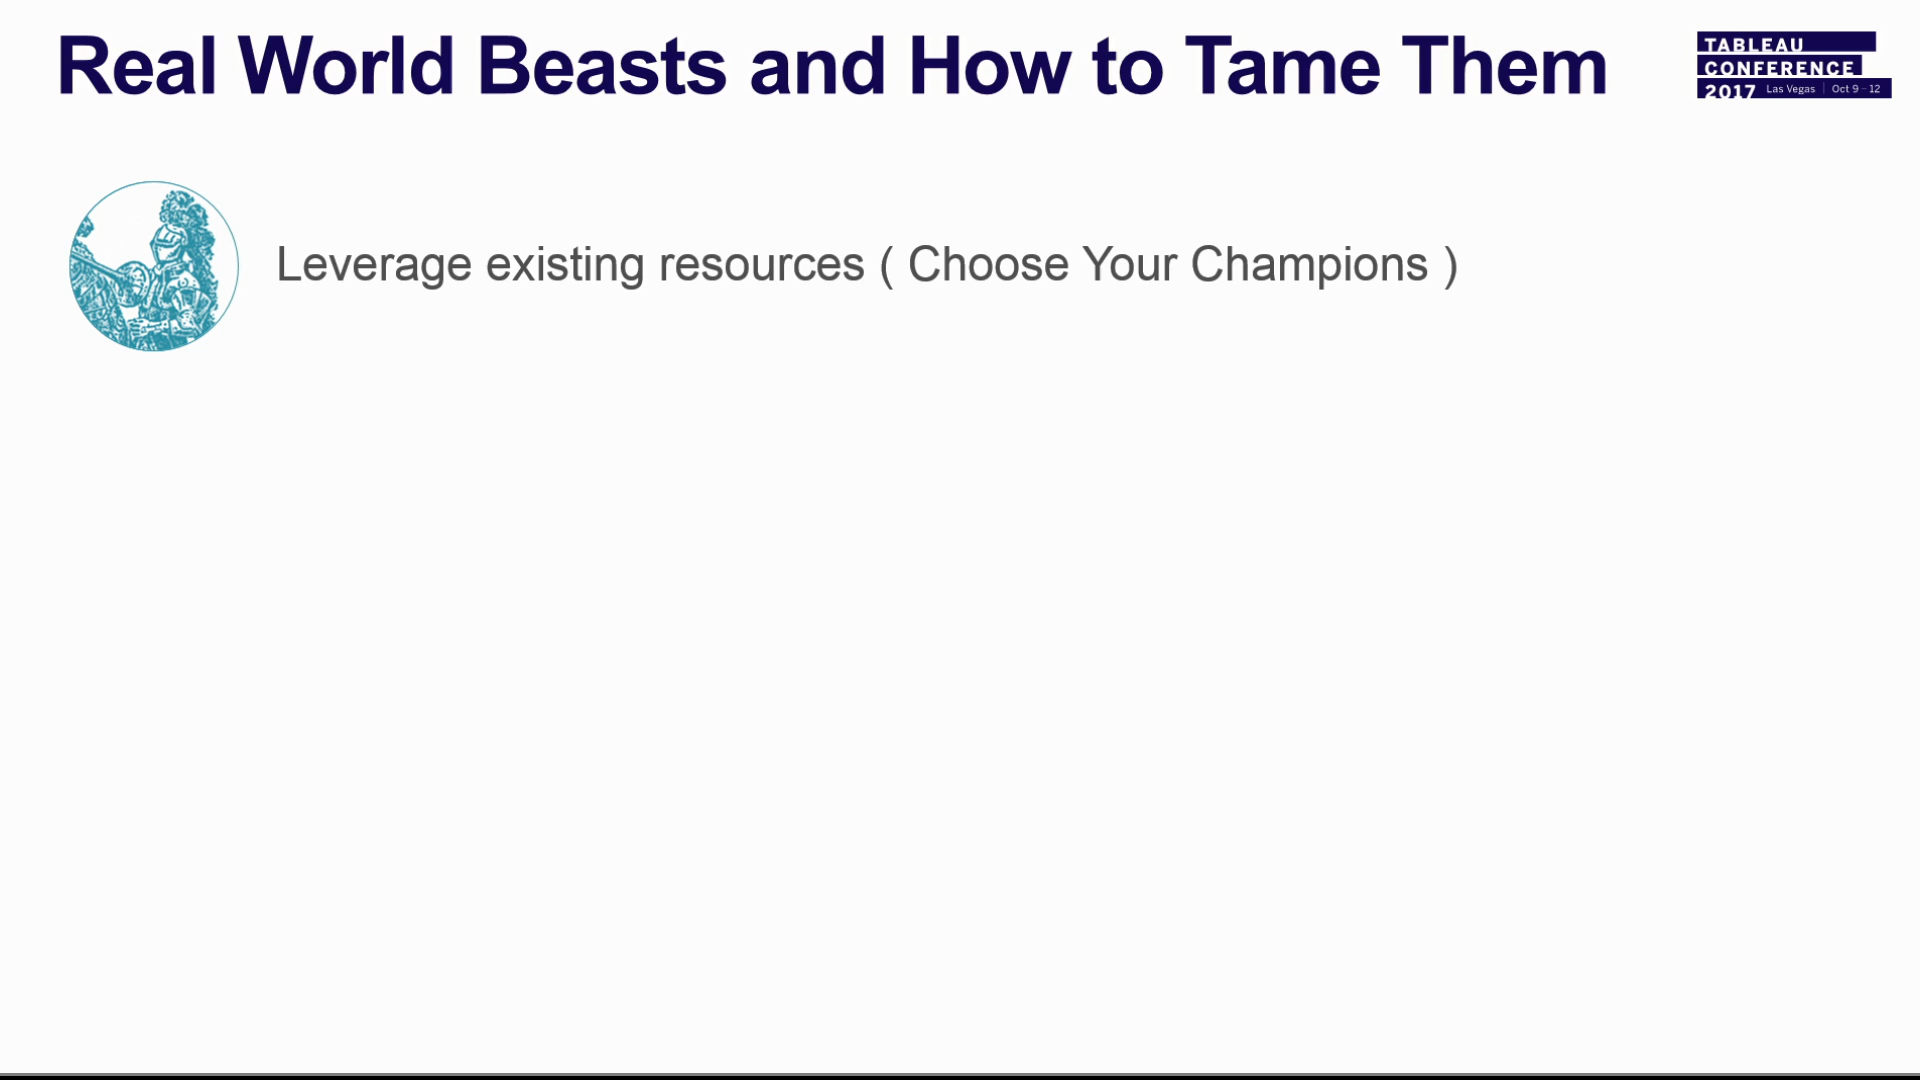 Real World Beasts and How to Tame Them
TABLEAU
CONFERENCE
2017 Las Vegas | Oct 9 - 12
Leverage existing resources ( Choose Your Champions )